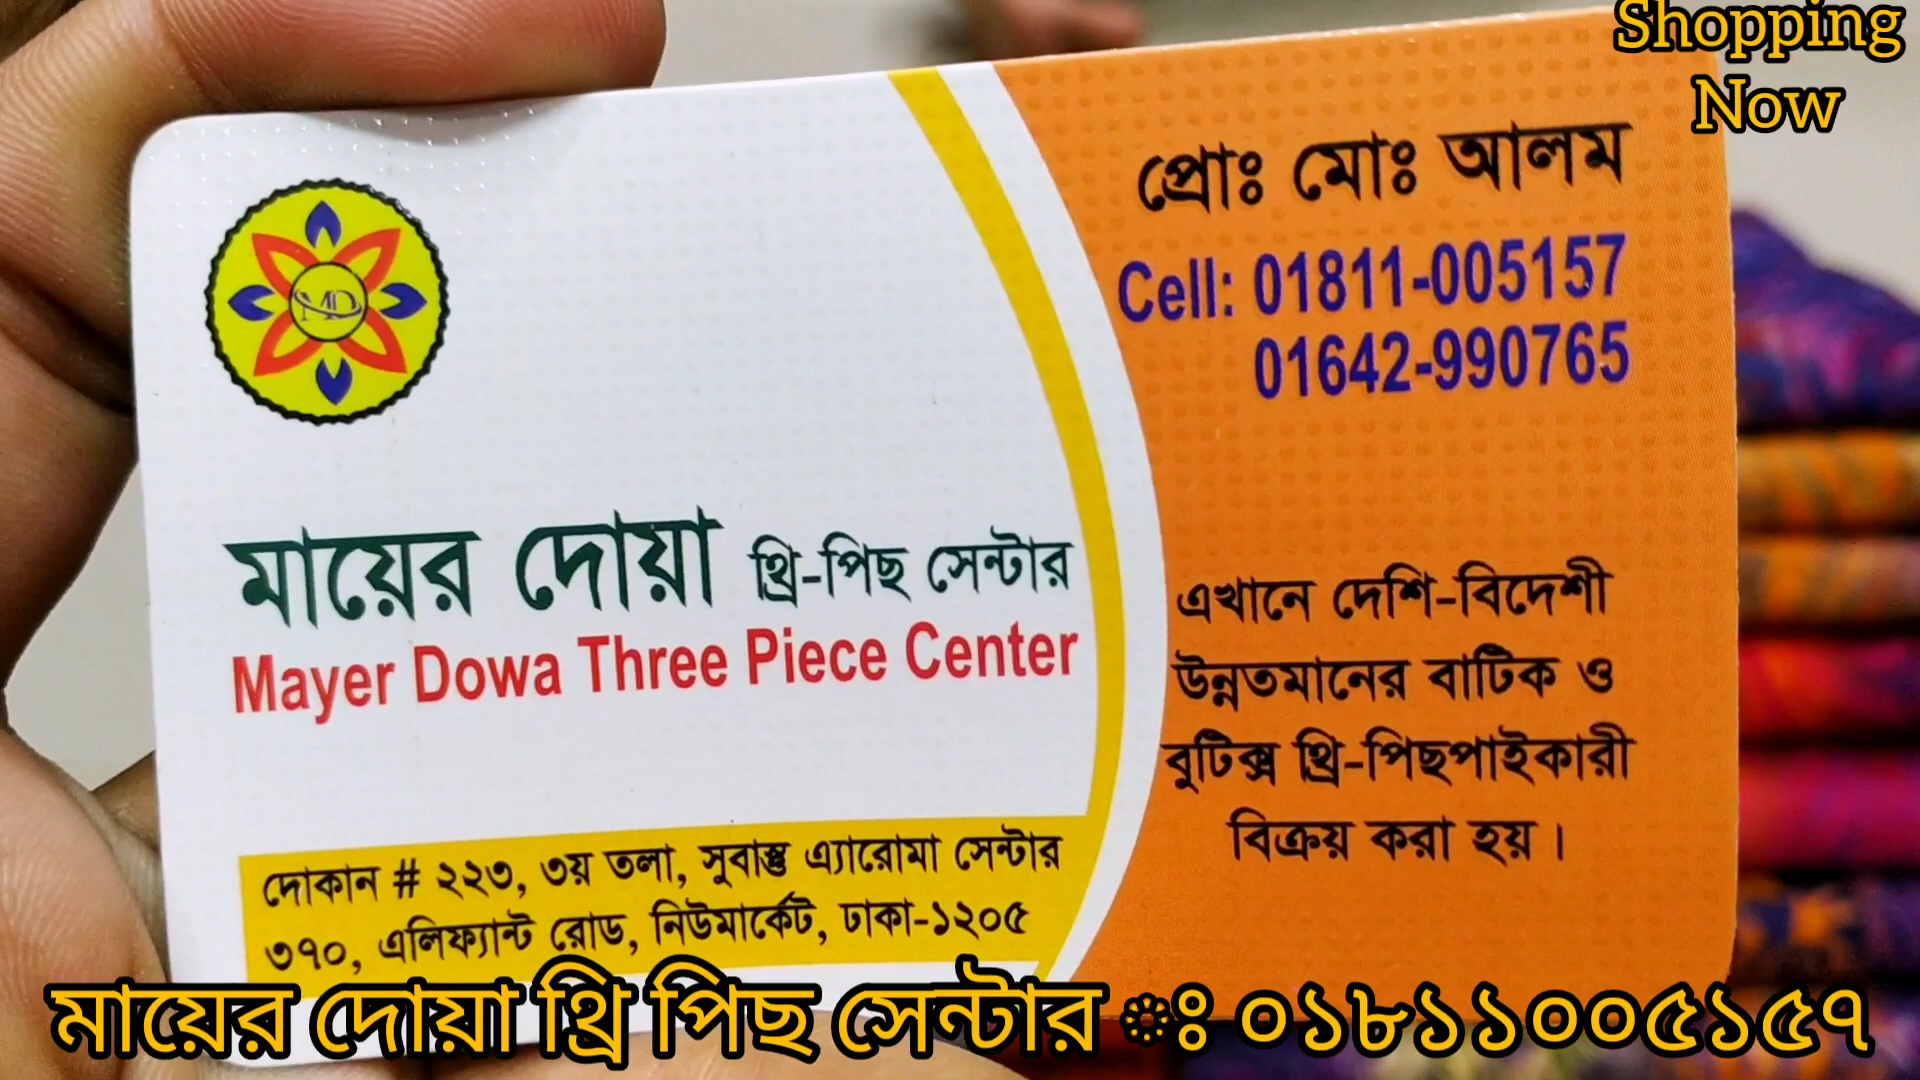 Shopping
Now
MD
মায়ের দোয়া থ্রি-পিছ সেন্টার
Mayer Dowa Three Piece Center
দোকান # ২২৩, ৩য় তলা, সুবাস্তু এ্যারোমা সেন্টার
৩৭০, এলিফ্যান্ট রোড, নিউমার্কেট, ঢাকা-১২০৫
প্রোঃ মোঃ আলম
Cell: 01811-005157
01642-990765
এখানে দেশি-বিদেশী
উন্নতমানের বাটিক ও
বুটিক্স থ্রি-পিছপাইকারী
বিক্রয় করা হয়।
মায়ের দোয়া থ্রি পিছ সেন্টার ঃ ০১৮১১০০৫১৫৭